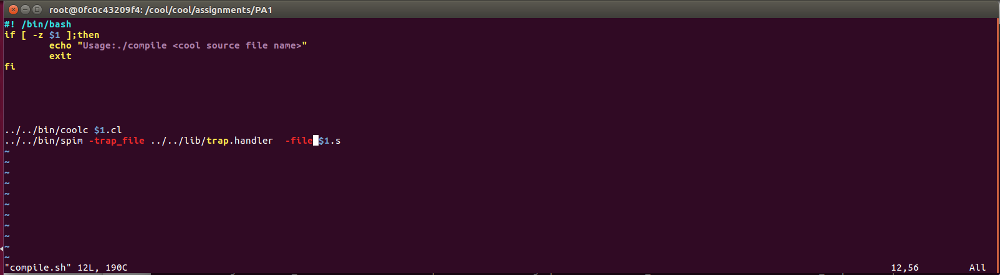 root@0fc0c43209f4: /cool/cool/assignments/PA1
#! /bin/bash
if [ -z $1 ];then
        echo "Usage:./compile <cool source file name>"
        exit
fi
../../bin/coolc $1.cl
../../bin/spim -trap_file ../../lib/trap.handler  -file $1.s
~
~
~
~
~
~
~
~
~
~
~
"compile.sh" 12L, 190C 12,56 All